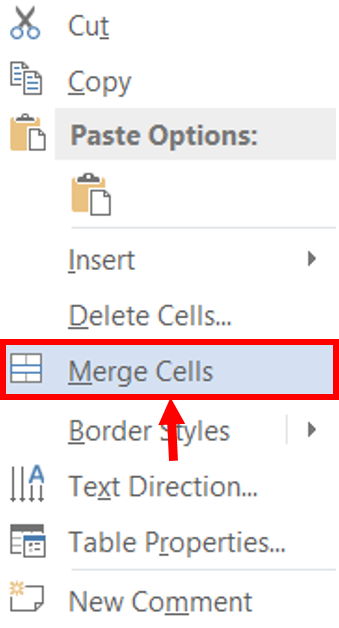 Cut
Copy
Paste Options:
Insert
Delete Cells...
Merge Cells
Border Styles
Text Direction...
Table Properties...
New Comment